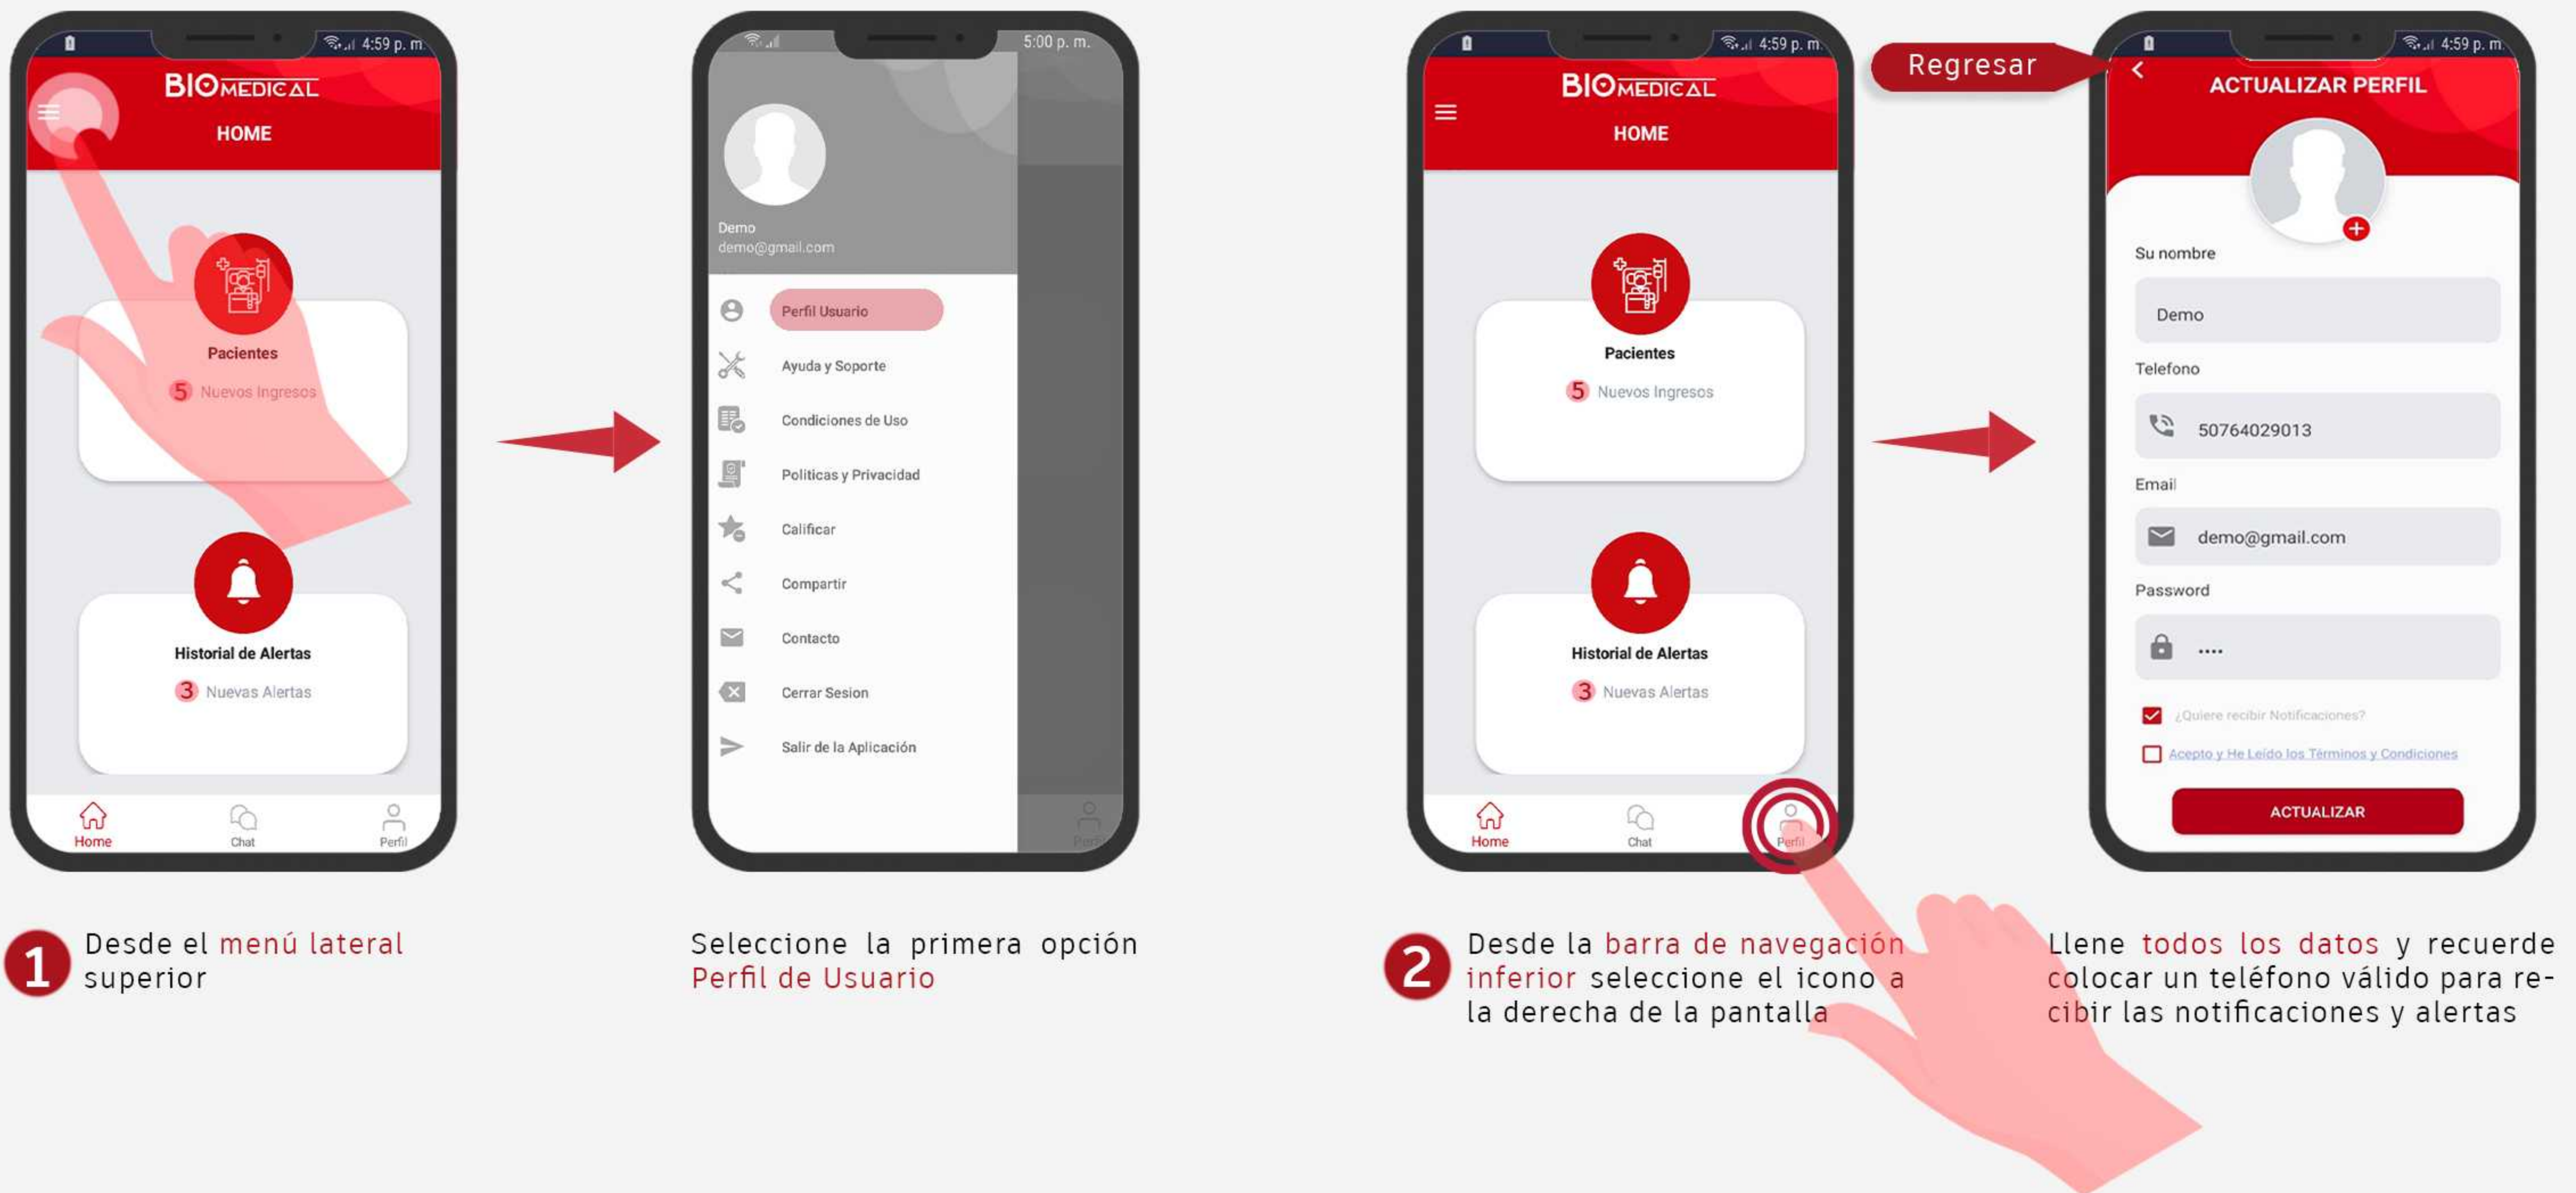 4:59 p. m.
BIOMEDICAL
HOME
Pacientes
5 Nuevos Ingresos
Historial de Alertas
3 Nuevas Alertas
Home
Chat
Perfil
1
Desde el menú lateral
superior
5:00 p. m.
Demo
demo@gmail.com
Perfil Usuario
Ayuda y Soporte
Condiciones de Uso
Politicas y Privacidad
Calificar
Compartir
Contacto
Cerrar Sesion
Salir de la Aplicación
Perfil
Seleccione la primera opción
Perfil de Usuario
4:59 p. m.
BIOMEDICAL
HOME
Pacientes
5 Nuevos Ingresos
Historial de Alertas
3 Nuevas Alertas
Home
Chat
Perfil
2
Desde la barra de navegación
inferior seleccione el icono a
la derecha de la pantalla
Regresar
4:59 p. m.
ACTUALIZAR PERFIL
Su nombre
Demo
Telefono
50764029013
Email
demo@gmail.com
Password
....
¿Quiere recibir Notificaciones?
Acepto y He Leído los Términos y Condiciones
ACTUALIZAR
Llene todos los datos y recuerde
colocar un teléfono válido para re-
cibir las notificaciones y alertas